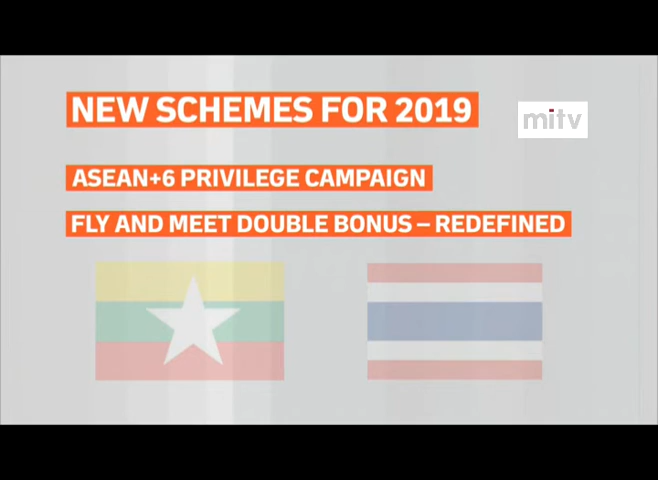 NEW SCHEMES FOR 2019
mitv
ASEAN+6 PRIVILEGE CAMPAIGN
FLY AND MEET DOUBLE BONUS – REDEFINED